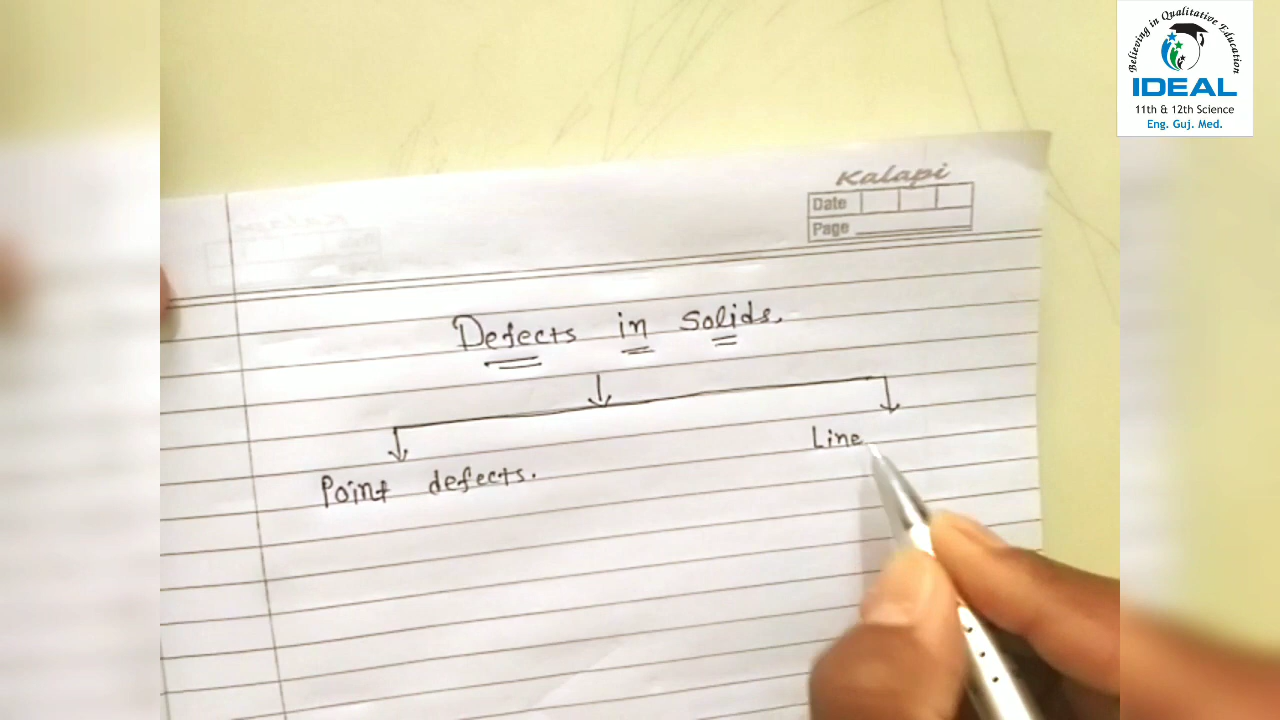 Believing in Qualitative Education
IDEAL
11th & 12th Science
Eng. Guj. Med.
Kalapi
Date
Page
Defects in Solids.
Point defects.
Line